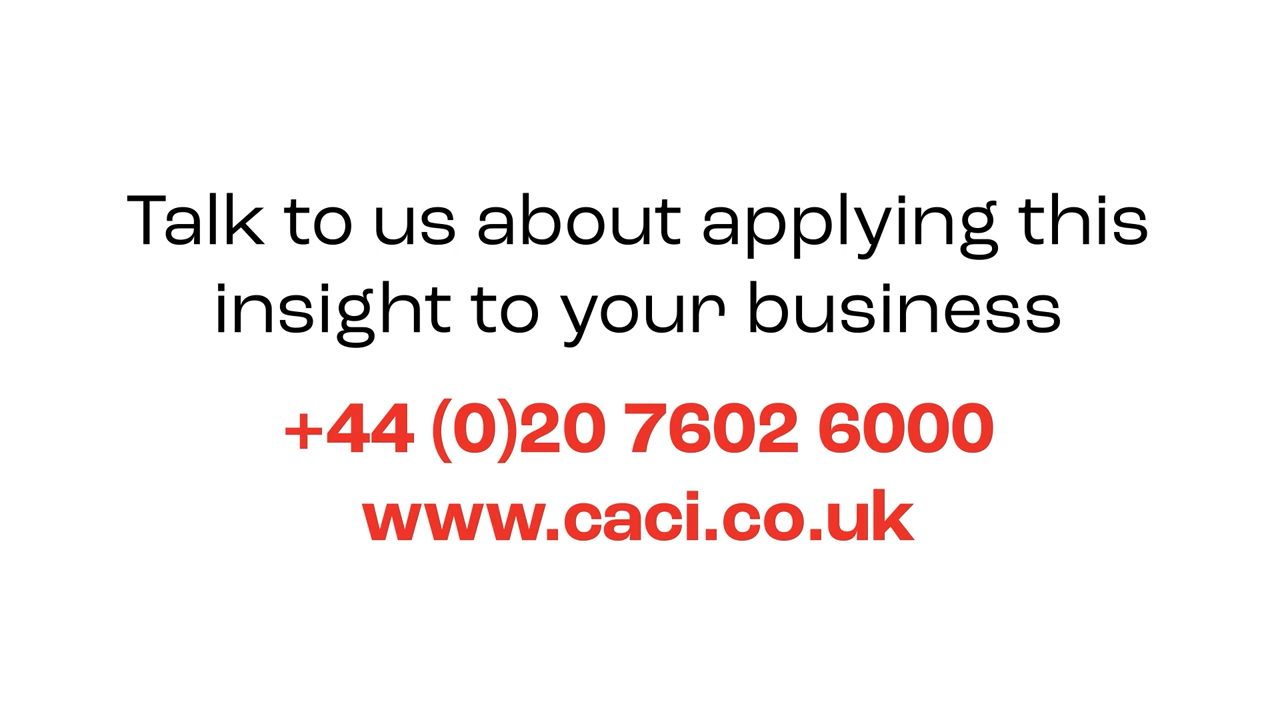 Talk to us about applying this
insight to your business
+44 (0)20 7602 6000
www.caci.co.uk